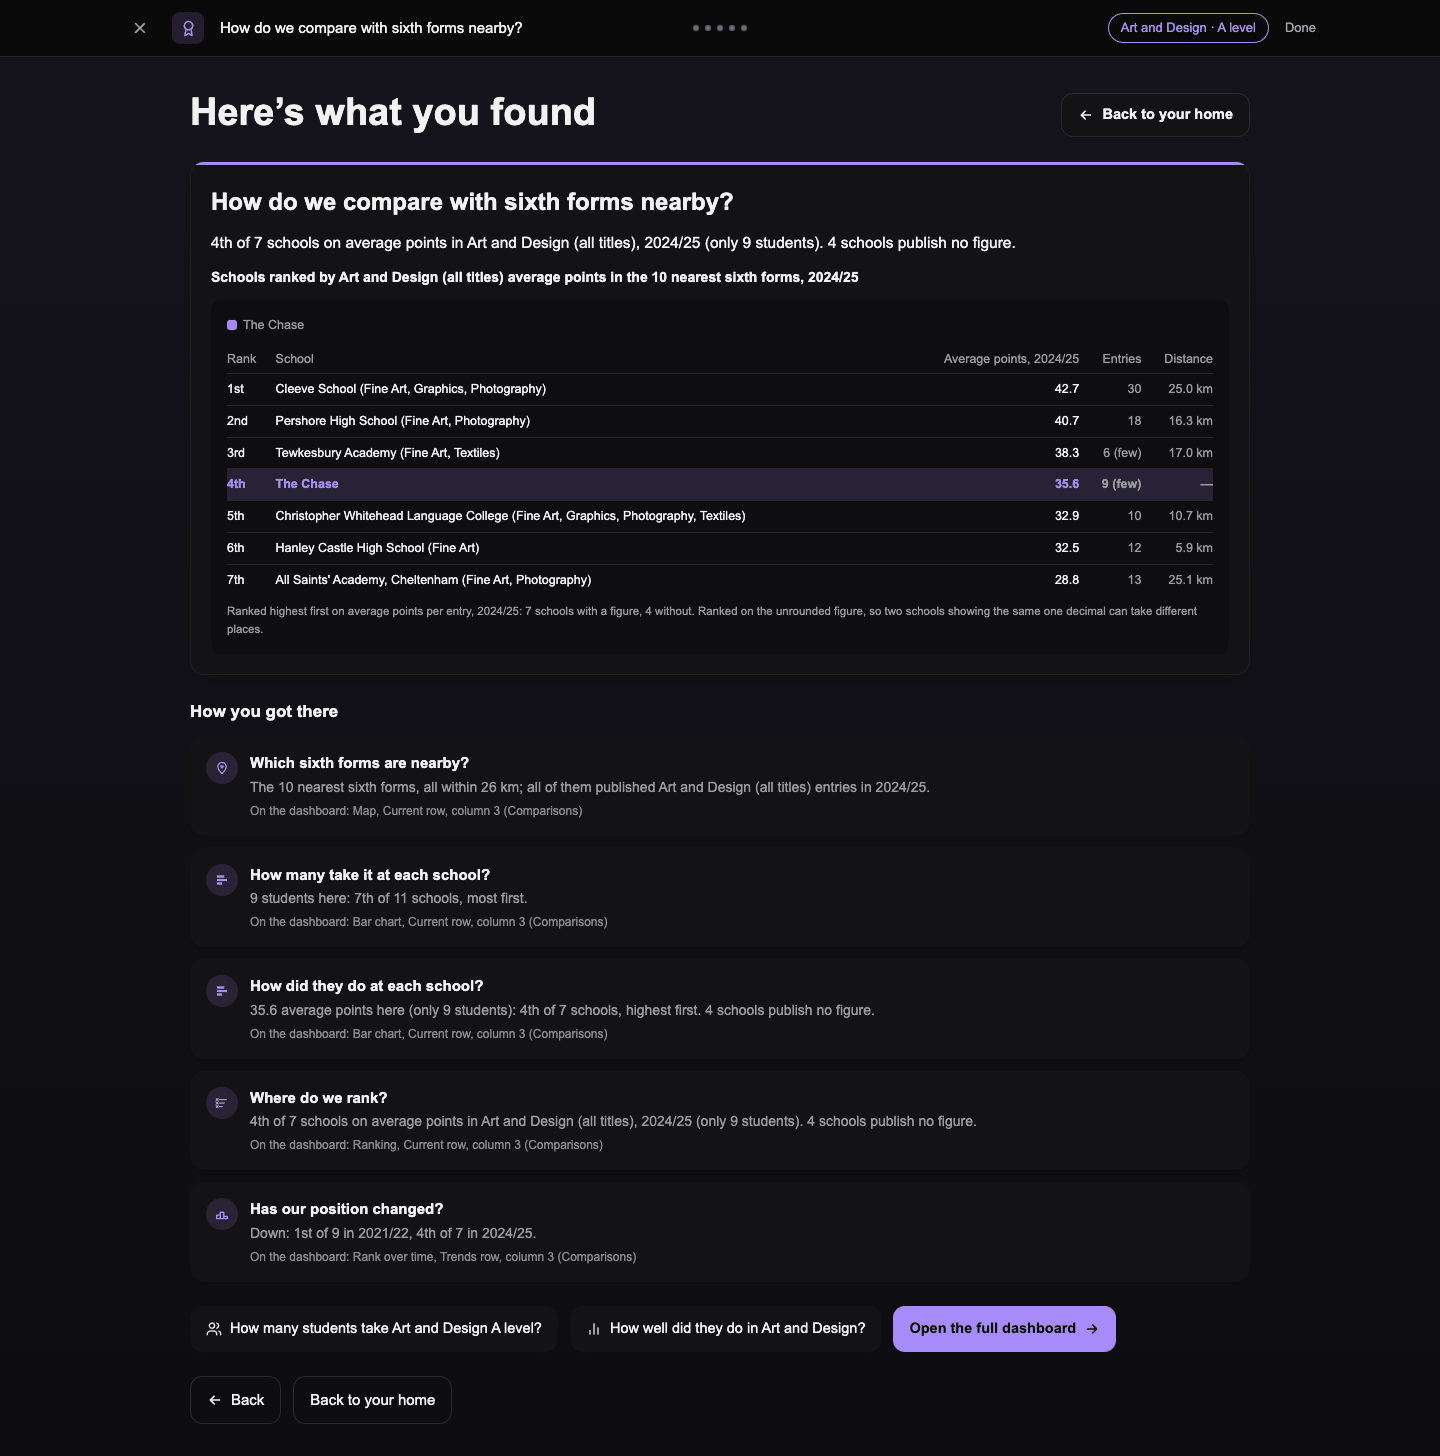 How do we compare with sixth forms nearby?
Art and Design · A level
Done
Here’s what you found
Back to your home
How do we compare with sixth forms nearby?
4th of 7 schools on average points in Art and Design (all titles), 2024/25 (only 9 students). 4 schools publish no figure.
Schools ranked by Art and Design (all titles) average points in the 10 nearest sixth forms, 2024/25
The Chase
Rank School Average points, 2024/25 Entries Distance
1st Cleeve School (Fine Art, Graphics, Photography) 42.7 30 25.0 km
2nd Pershore High School (Fine Art, Photography) 40.7 18 16.3 km
3rd Tewkesbury Academy (Fine Art, Textiles) 38.3 6 (few) 17.0 km
4th The Chase 35.6 9 (few) —
5th Christopher Whitehead Language College (Fine Art, Graphics, Photography, Textiles) 32.9 10 10.7 km
6th Hanley Castle High School (Fine Art) 32.5 12 5.9 km
7th All Saints' Academy, Cheltenham (Fine Art, Photography) 28.8 13 25.1 km
Ranked highest first on average points per entry, 2024/25: 7 schools with a figure, 4 without. Ranked on the unrounded figure, so two schools showing the same one decimal can take different
places.
How you got there
Which sixth forms are nearby?
The 10 nearest sixth forms, all within 26 km; all of them published Art and Design (all titles) entries in 2024/25.
On the dashboard: Map, Current row, column 3 (Comparisons)
How many take it at each school?
9 students here: 7th of 11 schools, most first.
On the dashboard: Bar chart, Current row, column 3 (Comparisons)
How did they do at each school?
35.6 average points here (only 9 students): 4th of 7 schools, highest first. 4 schools publish no figure.
On the dashboard: Bar chart, Current row, column 3 (Comparisons)
Where do we rank?
4th of 7 schools on average points in Art and Design (all titles), 2024/25 (only 9 students). 4 schools publish no figure.
On the dashboard: Ranking, Current row, column 3 (Comparisons)
Has our position changed?
Down: 1st of 9 in 2021/22, 4th of 7 in 2024/25.
On the dashboard: Rank over time, Trends row, column 3 (Comparisons)
How many students take Art and Design A level?
How well did they do in Art and Design?
Open the full dashboard
Back
Back to your home